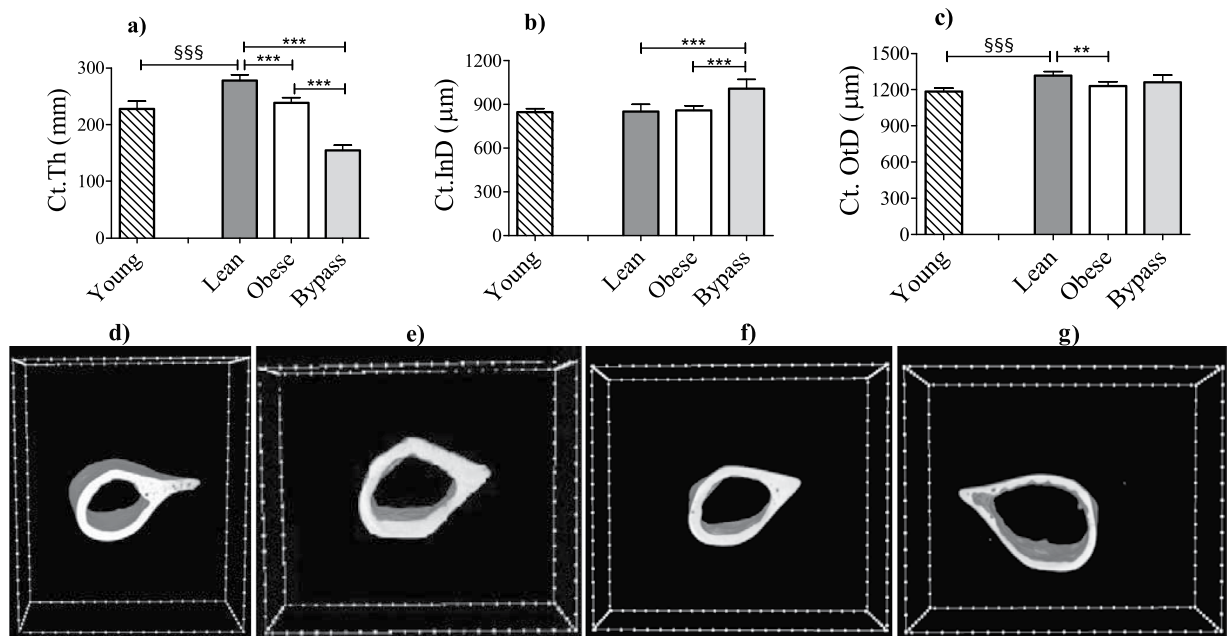 a)
§§§
***
***
***
Ct.Th (mm)
300
200
100
0
Young
Lean
Obese
Bypass
b)
***
***
Ct.InD (µm)
1200
900
600
300
0
Young
Lean
Obese
Bypass
c)
§§§
**
Ct. OtD (µm)
1500
1200
900
600
300
0
Young
Lean
Obese
Bypass
d)
e)
f)
g)